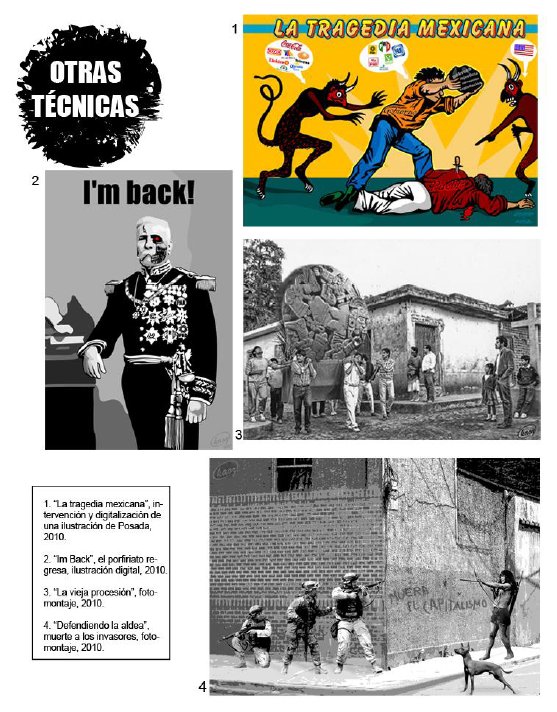 OTRAS
TÉCNICAS
1
LA TRAGEDIA MEXICANA
Coca-Cola
2
I'm back!
3
4
MUERA
EL CAPITALISMO
1. "La tragedia mexicana", in-
tervención y digitalización de
una ilustración de Posada,
2010.
2. "Im Back", el porfiriato re-
gresa, ilustración digital, 2010.
3. "La vieja procesión", foto-
montaje, 2010.
4. "Defendiendo la aldea",
muerte a los invasores, foto-
montaje, 2010.